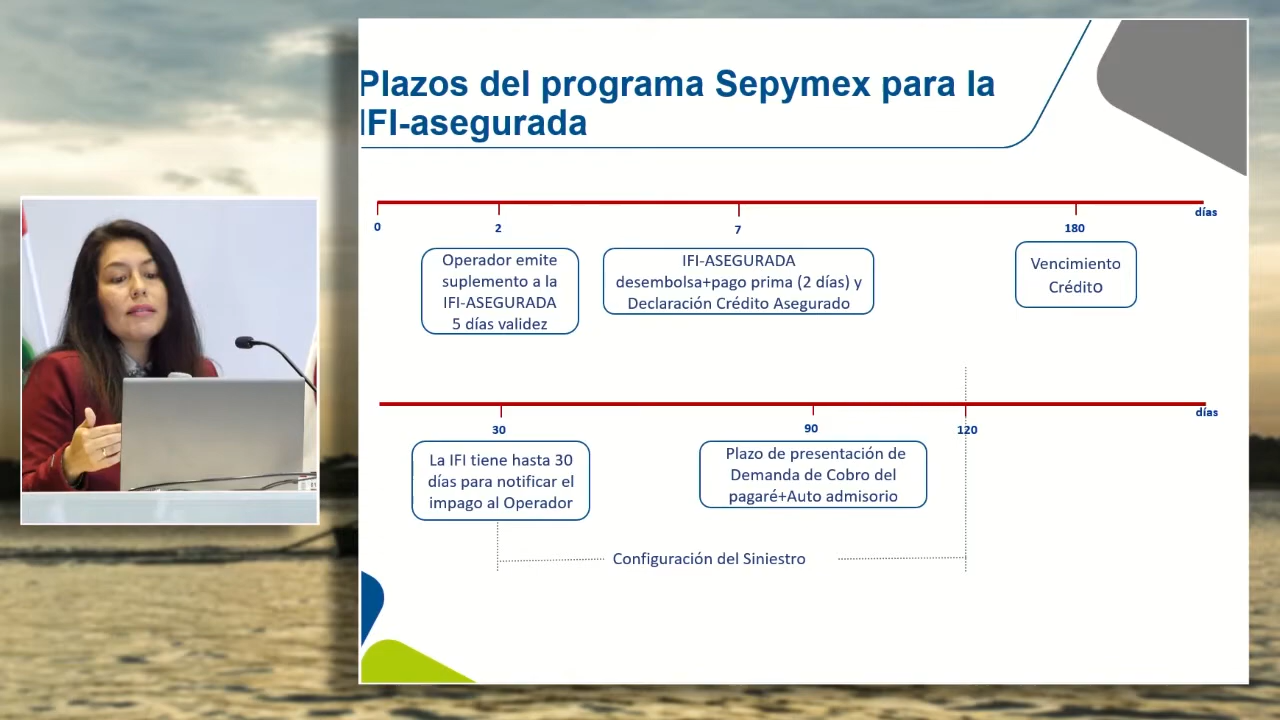 Plazos del programa Sepymex para la
IFI-asegurada
días
0
2
7
180
Operador emite
suplemento a la
IFI-ASEGURADA
5 días validez
IFI-ASEGURADA
desembolsa+pago prima (2 días) y
Declaración Crédito Asegurado
Vencimiento
Crédito
días
30
90
120
La IFI tiene hasta 30
días para notificar el
impago al Operador
Plazo de presentación de
Demanda de Cobro del
pagaré+Auto admisorio
Configuración del Siniestro